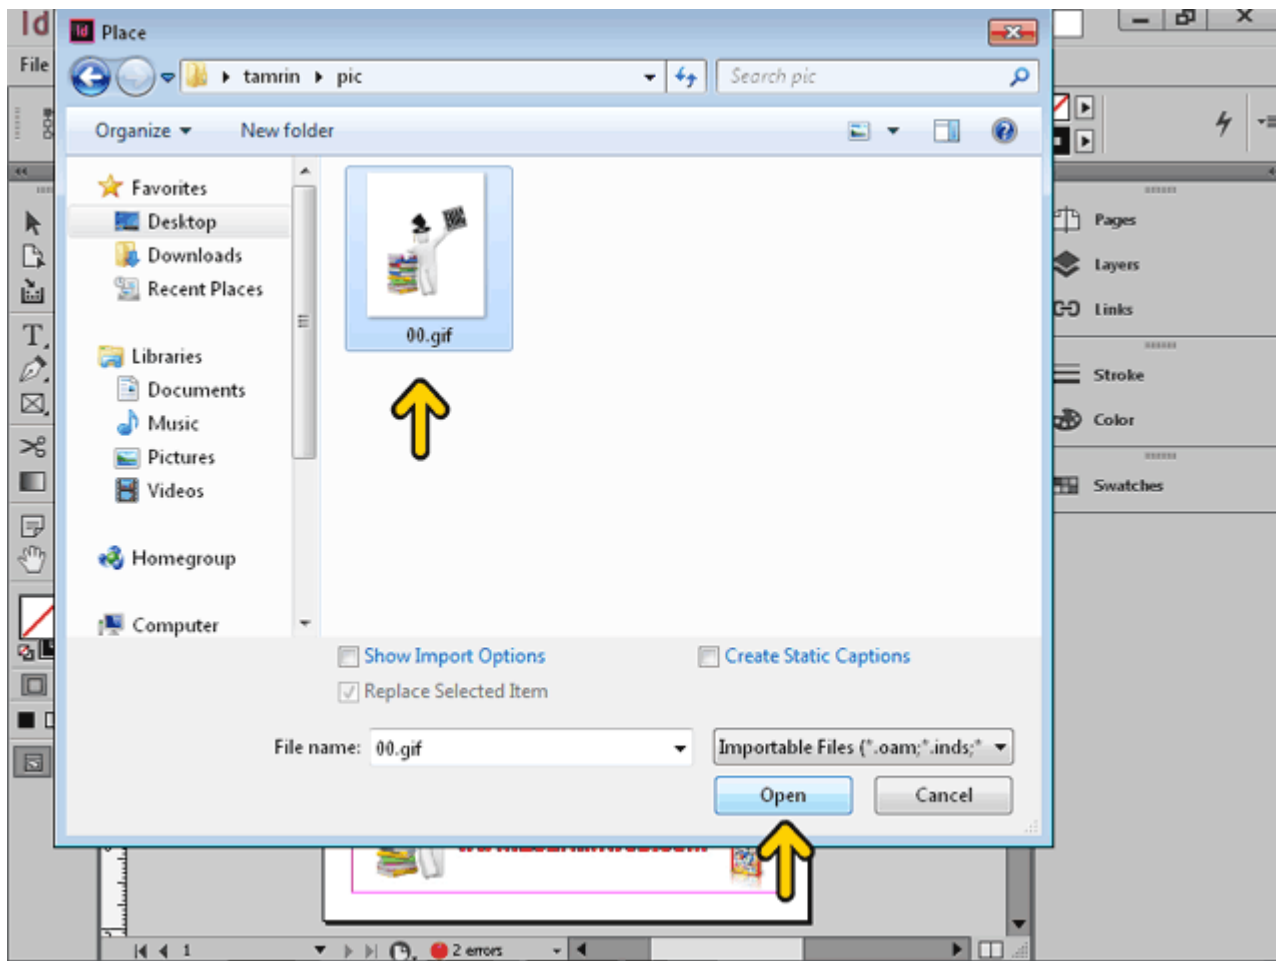 Id
Id Place
File
tamrin pic
Search pic
Organize New folder
Favorites
Desktop
Downloads
Recent Places
Libraries
Documents
Music
Pictures
Videos
Homegroup
Computer
00.gif
Pages
Layers
Links
Stroke
Color
Swatches
Show Import Options
Create Static Captions
Replace Selected Item
File name: 00.gif
Importable Files (*.oam;*.inds;*
Open Cancel
1
2 errors